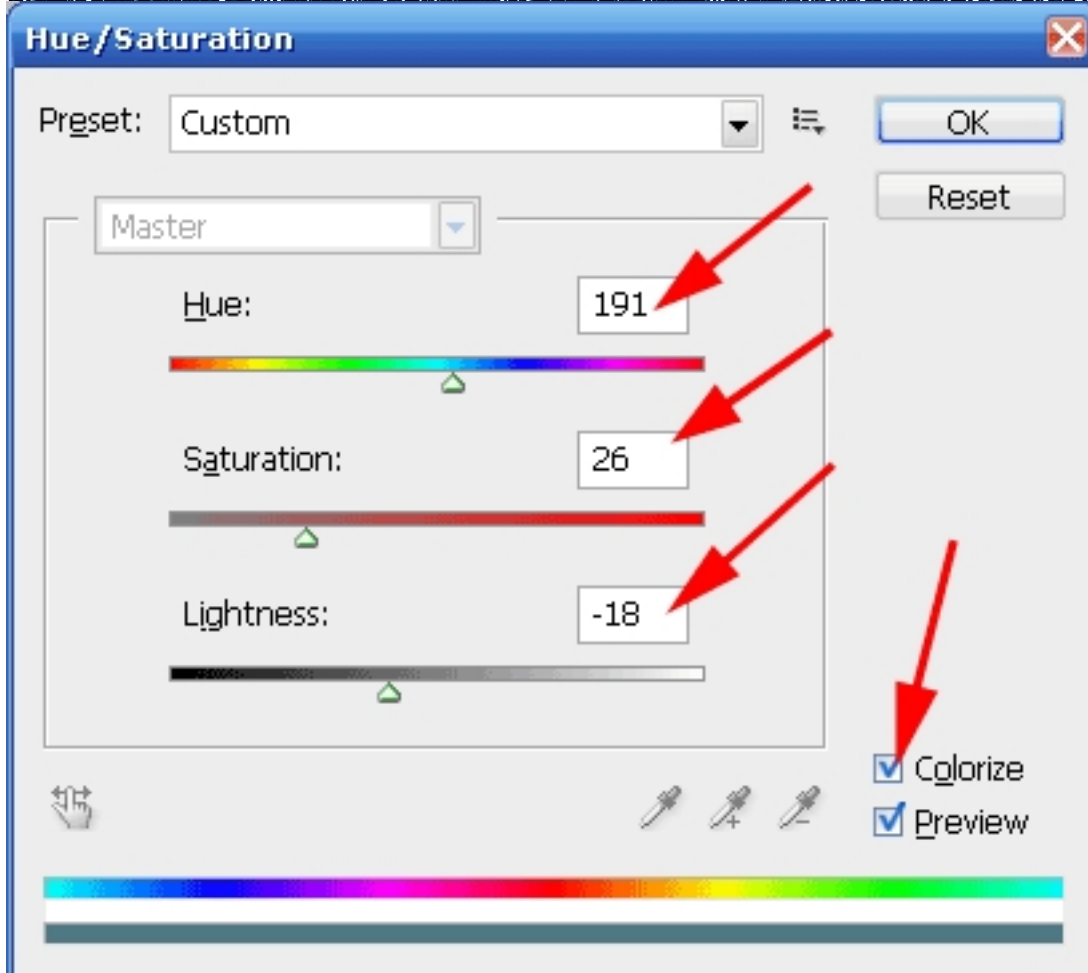 Hue/Saturation
Preset: Custom
OK
Reset
Master
Hue: 191
Saturation: 26
Lightness: -18
Colorize
Preview